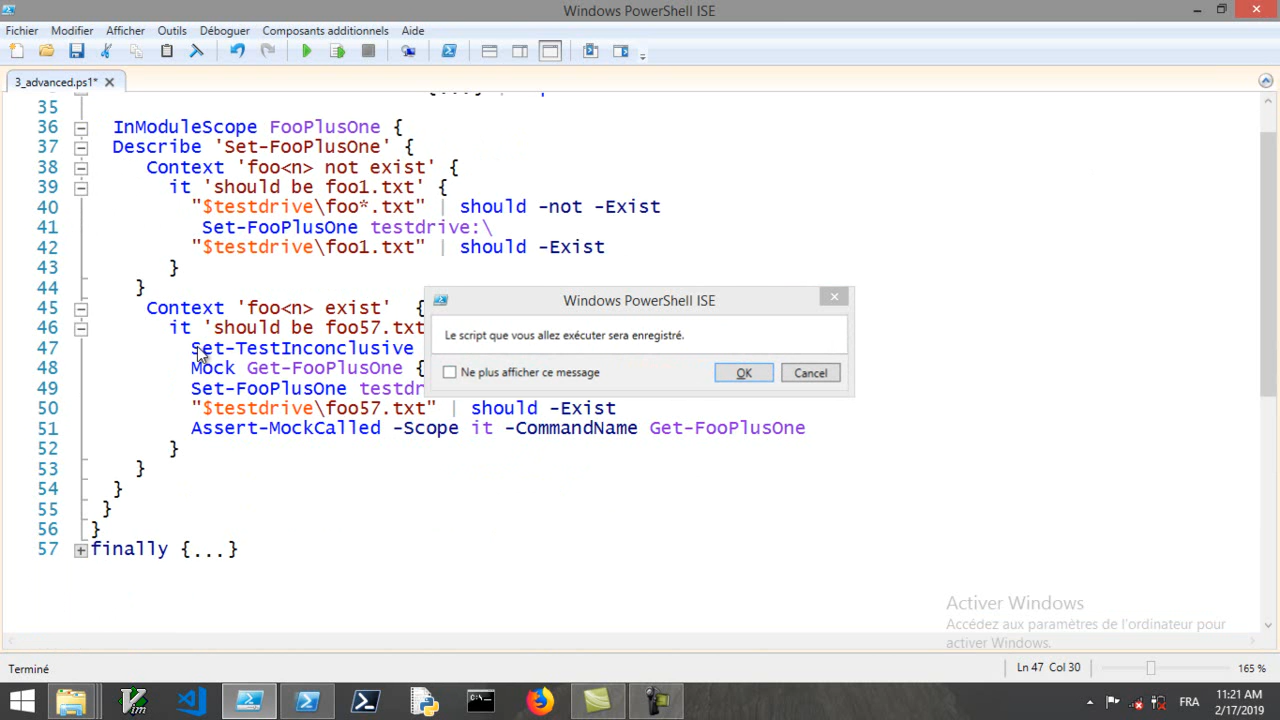 Windows PowerShell ISE
Fichier Modifier Afficher Outils Déboguer Composants additionnels Aide
3_advanced.ps1*
35
36 InModuleScope FooPlusOne {
37 Describe 'Set-FooPlusOne' {
38 Context 'foo<n> not exist' {
39 it 'should be foo1.txt' {
40 "$testdrive\foo*.txt" | should -not -Exist
41 Set-FooPlusOne testdrive:\
42 "$testdrive\foo1.txt" | should -Exist
43 }
44 }
45 Context 'foo<n> exist' {
46 it 'should be foo57.txt
47 Set-TestInconclusive
48 Mock Get-FooPlusOne {
49 Set-FooPlusOne testdr
50 "$testdrive\foo57.txt" | should -Exist
51 Assert-MockCalled -Scope it -CommandName Get-FooPlusOne
52 }
53 }
54 }
55 }
56 }
57 finally {...}
Windows PowerShell ISE
Le script que vous allez exécuter sera enregistré.
Ne plus afficher ce message
OK Cancel
Activer Windows
Accédez aux paramètres de l'ordinateur pour
activer Windows.
Terminé
Ln 47 Col 30
165 %
FRA
11:21 AM
2/17/2019